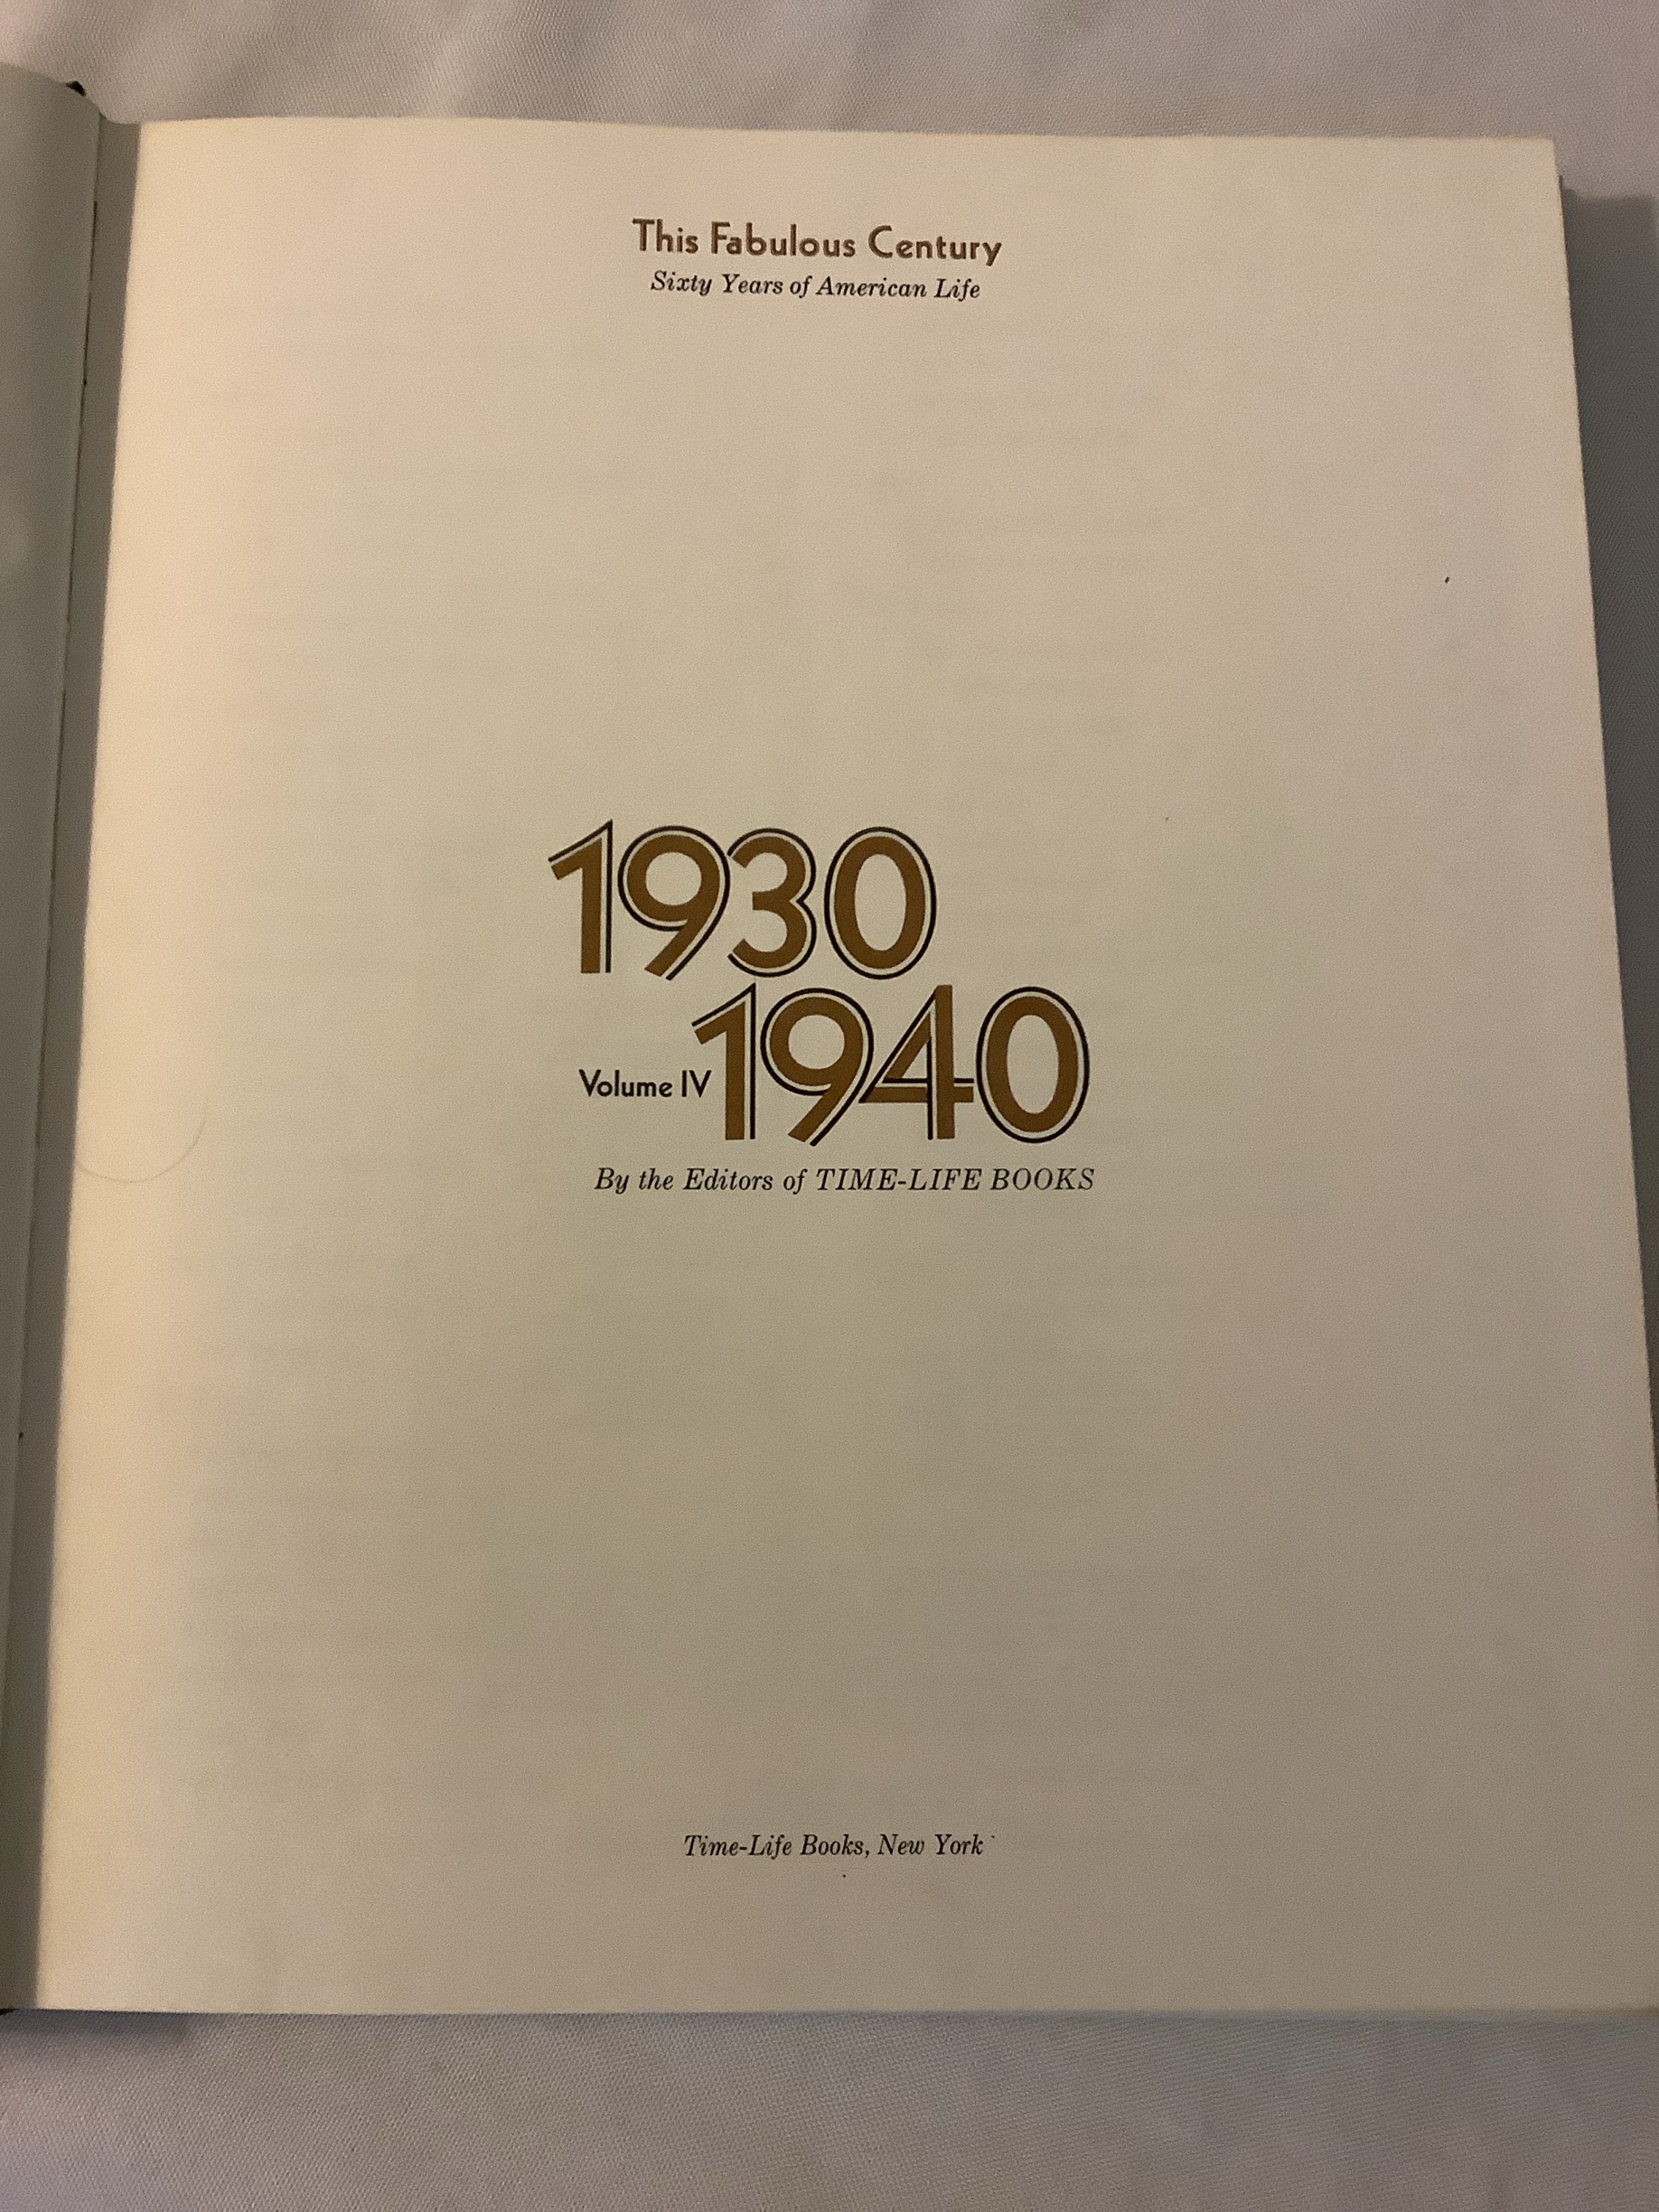 This Fabulous Century
Sixty Years of American Life
1930
Volume IV 1940
By the Editors of TIME-LIFE BOOKS
Time-Life Books, New York